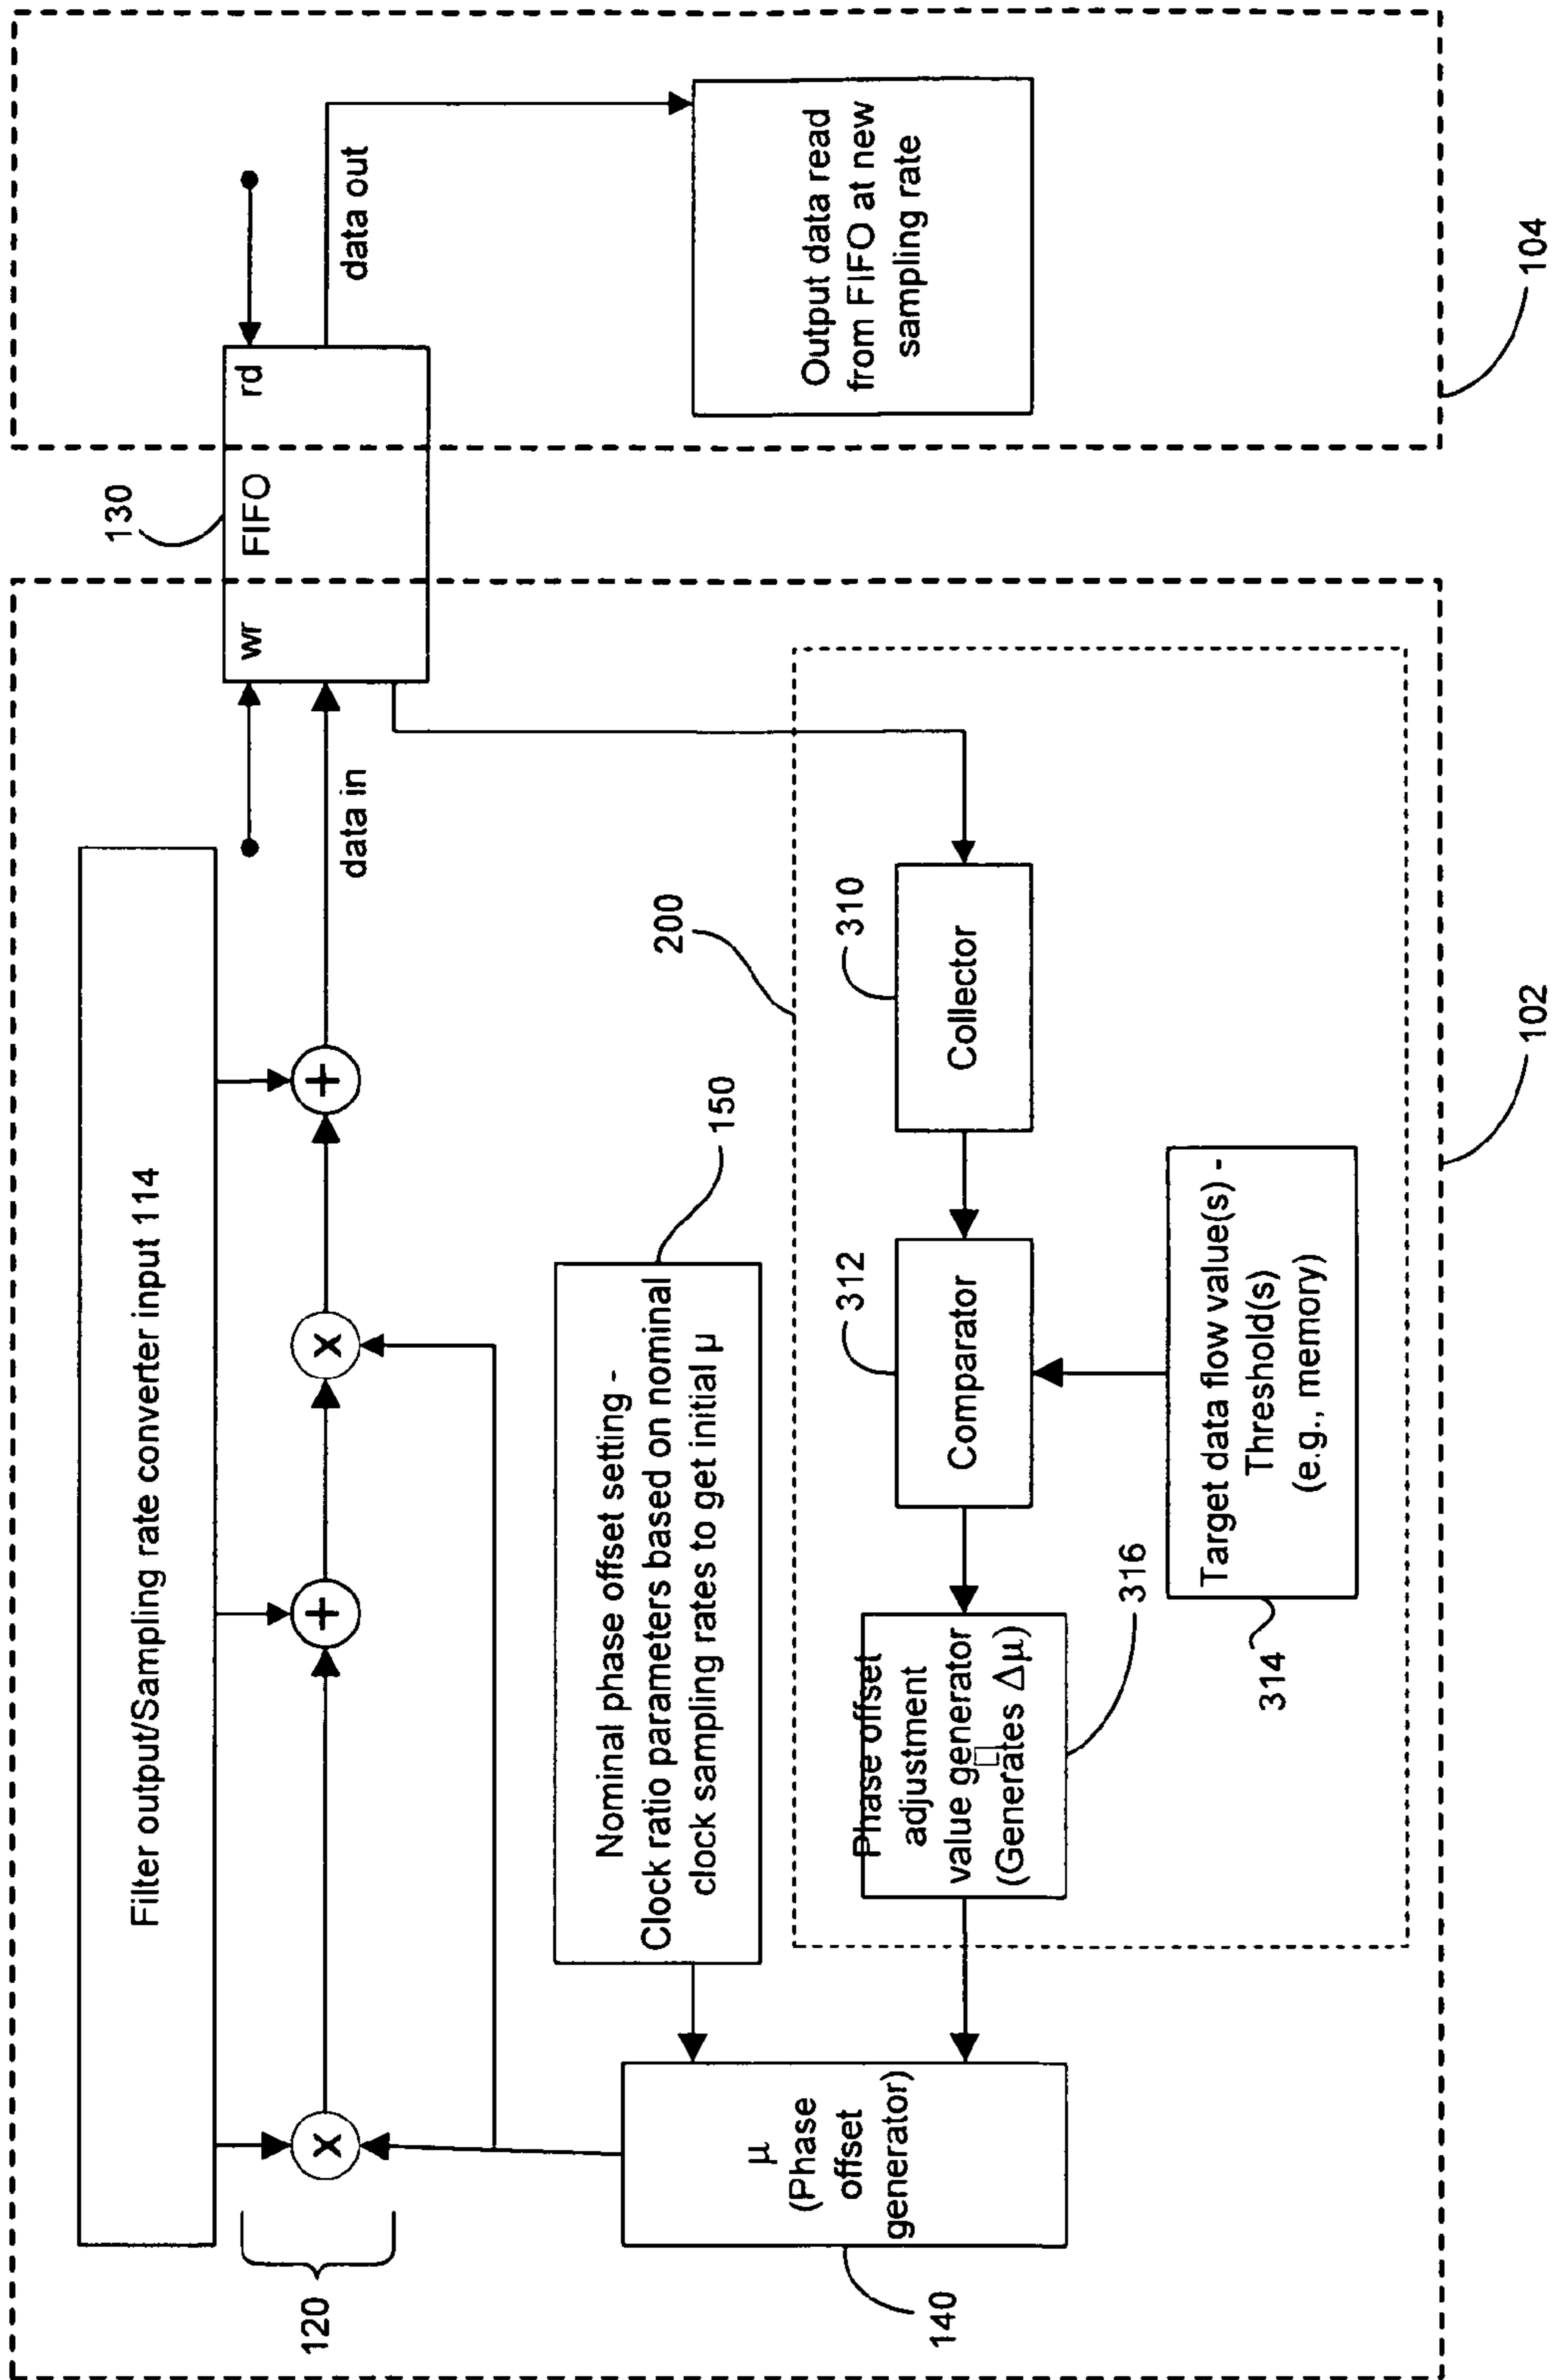 Filter output/Sampling rate converter input 114
120
x
+
x
+
data in
130
wr
FIFO
rd
data out
Output data read
from FIFO at new
sampling rate
104
Nominal phase offset setting -
Clock ratio parameters based on nominal
clock sampling rates to get initial μ
150
μ
(Phase
offset
generator)
140
200
Phase offset
adjustment
value generator
(Generates Δμ)
316
Comparator
312
Collector
310
Target data flow value(s) -
Threshold(s)
(e.g., memory)
314
102